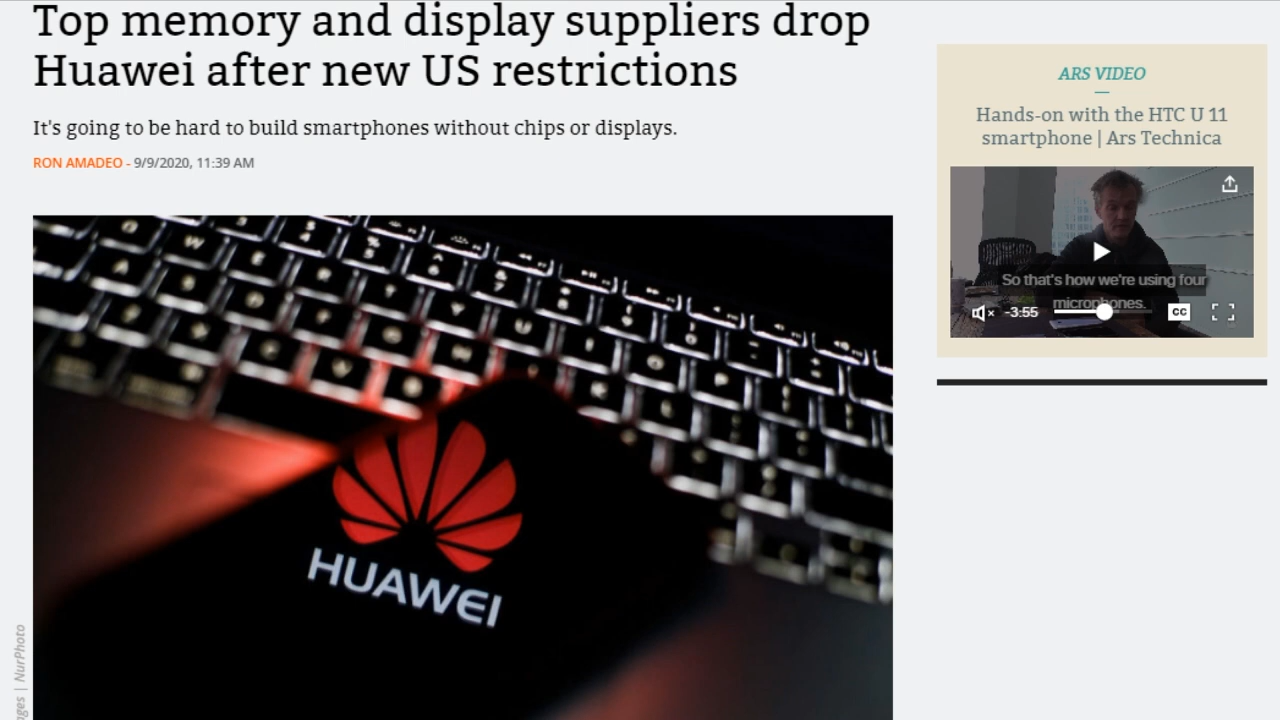 Top memory and display suppliers drop
Huawei after new US restrictions
It's going to be hard to build smartphones without chips or displays.
RON AMADEO - 9/9/2020, 11:39 AM
ARS VIDEO
Hands-on with the HTC U 11
smartphone | Ars Technica
So that's how we're using four
microphones.
-3:55
CC
HUAWEI
| NurPhoto